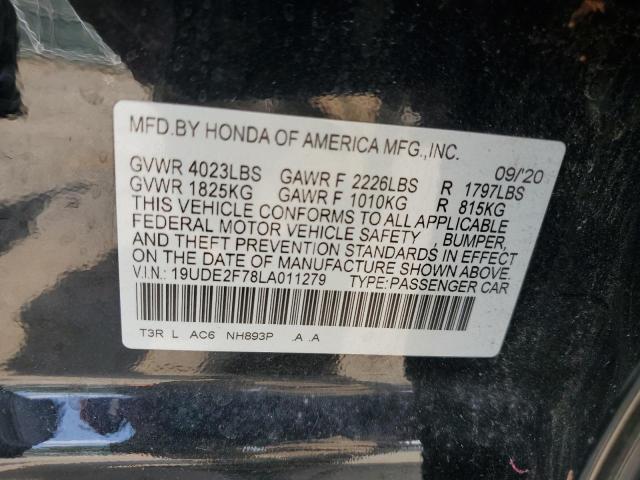 MFD.BY HONDA OF AMERICA MFG.,INC.
09/'20
GVWR 4023LBS GAWR F 2226LBS R 1797LBS
GVWR 1825KG GAWR F 1010KG R 815KG
THIS VEHICLE CONFORMS TO ALL APPLICABLE
FEDERAL MOTOR VEHICLE SAFETY , BUMPER,
AND THEFT PREVENTION STANDARDS IN EFFECT
ON THE DATE OF MANUFACTURE SHOWN ABOVE.
V.I.N.: 19UDE2F78LA011279 TYPE:PASSENGER CAR
T3R L AC6 NH893P .A .A